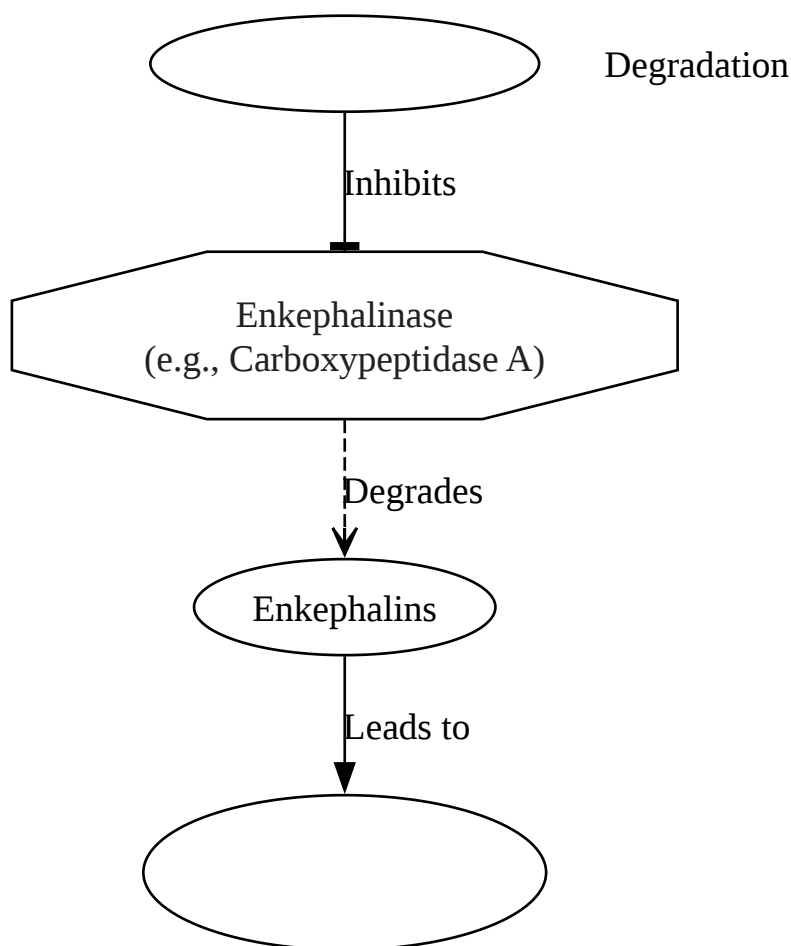 Degradation
Inhibits
Enkephalinase
(e.g., Carboxypeptidase A)
Degrades
Enkephalins
Leads to